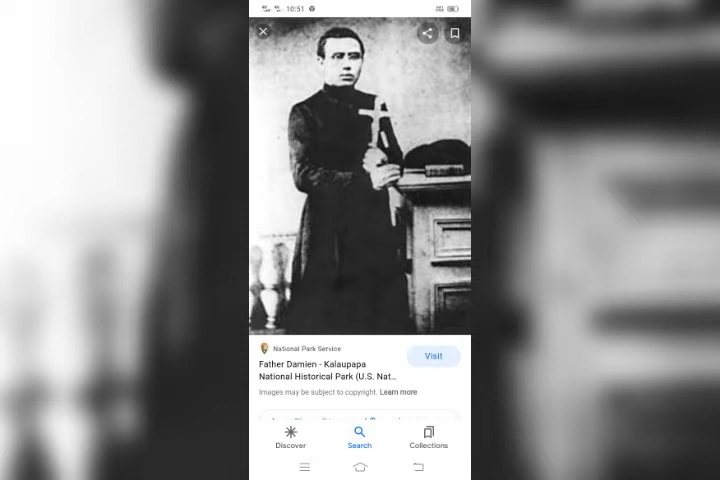 10:51
National Park Service
Father Damien - Kalaupapa
National Historical Park (U.S. Nat...
Visit
Images may be subject to copyright. Learn more
Discover
Search
Collections